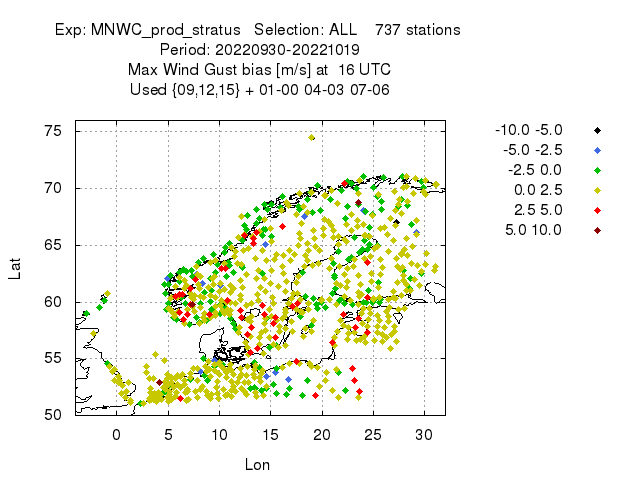 Exp: MNWC_prod_stratus   Selection: ALL    737 stations
Period: 20220930-20221019
Max Wind Gust bias [m/s] at  16 UTC
Used {09,12,15} + 01-00 04-03 07-06
-10.0 -5.0
-5.0 -2.5
-2.5 0.0
0.0 2.5
2.5 5.0
5.0 10.0
75
70
65
60
55
50
Lat
0 5 10 15 20 25 30
Lon